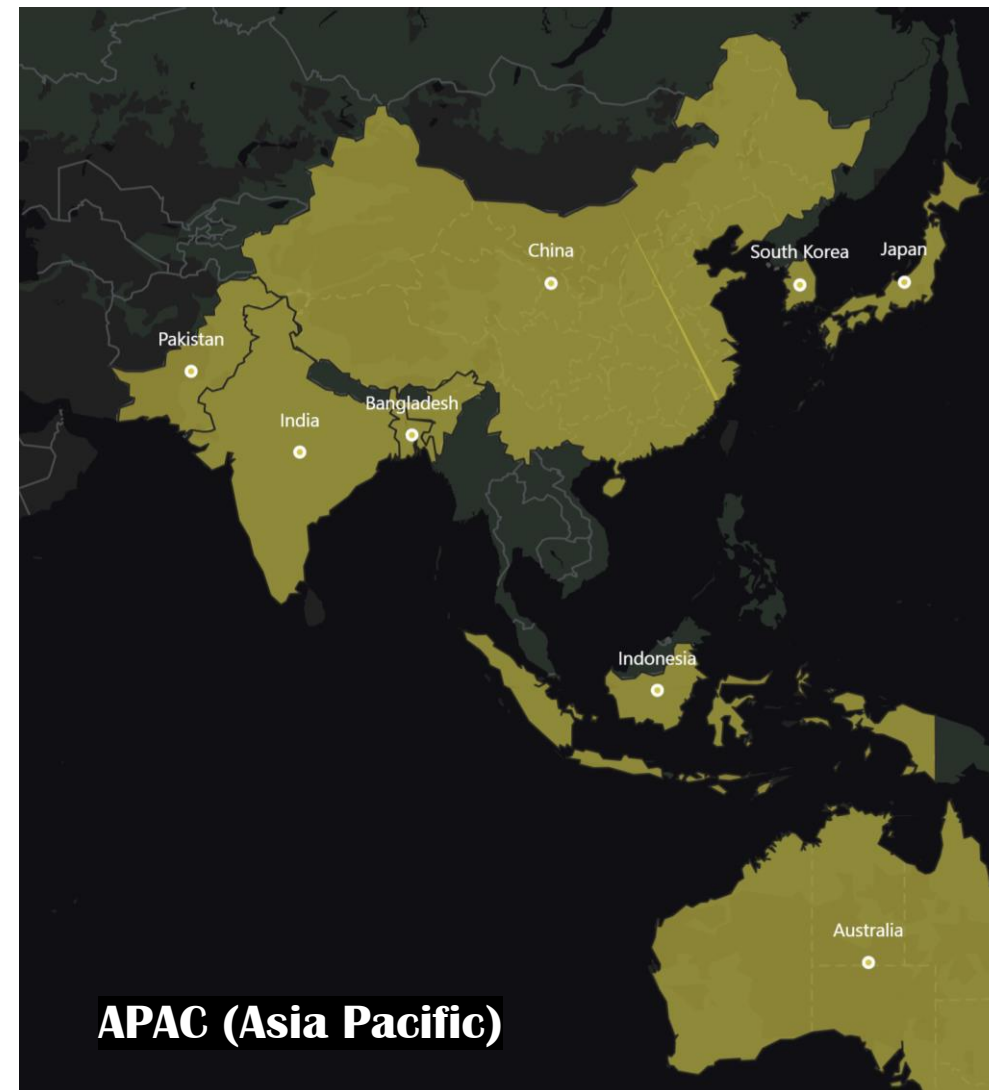 China
South Korea
Japan
Pakistan
Bangladesh
India
Indonesia
Australia
APAC (Asia Pacific)